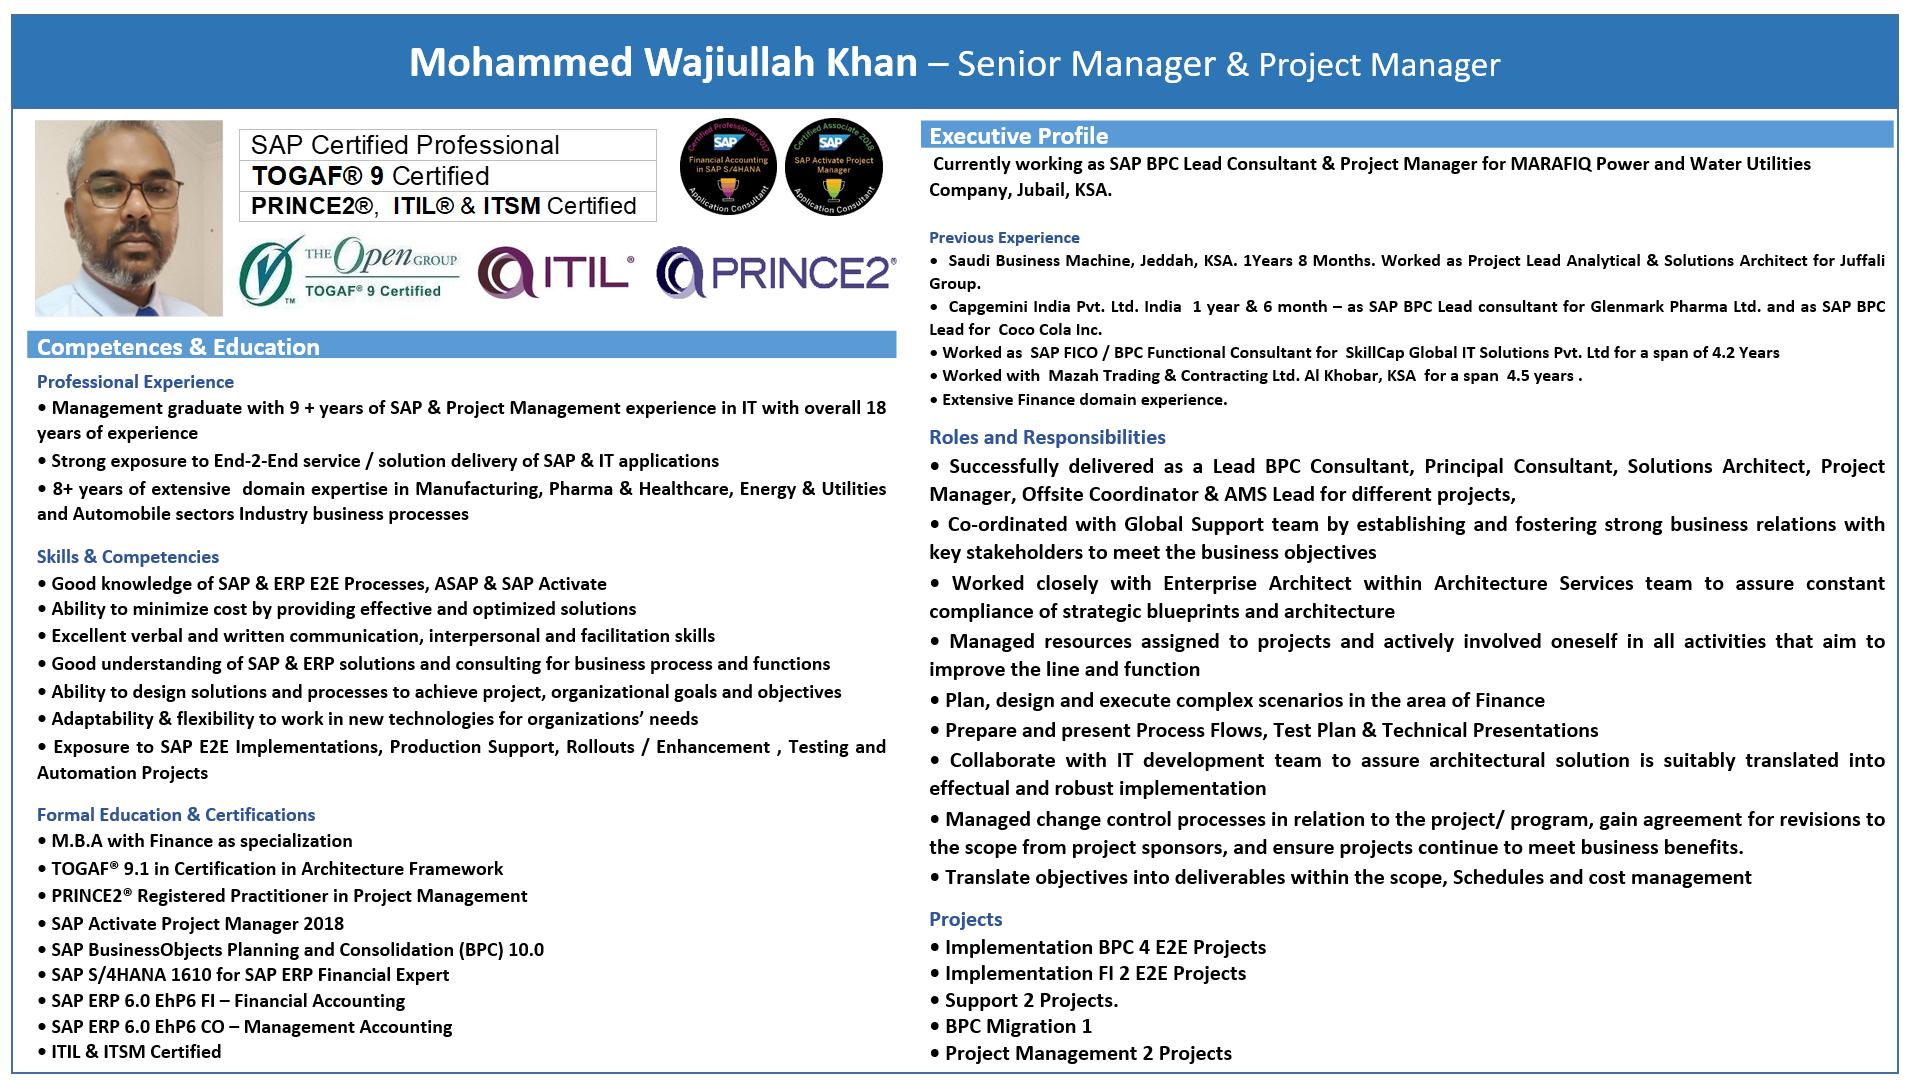 Mohammed Wajiullah Khan – Senior Manager & Project Manager
SAP Certified Professional
TOGAF® 9 Certified
PRINCE2®, ITIL® & ITSM Certified
Certified Professional 2017
SAP
Financial Accounting
in SAP S/4HANA
Application Consultant
Certified Associate 2018
SAP
SAP Activate Project
Manager
Application Consultant
THE Open GROUP
TOGAF® 9 Certified
TM
ITIL®
PRINCE2®
Competences & Education
Professional Experience
• Management graduate with 9 + years of SAP & Project Management experience in IT with overall 18
years of experience
• Strong exposure to End-2-End service / solution delivery of SAP & IT applications
• 8+ years of extensive domain expertise in Manufacturing, Pharma & Healthcare, Energy & Utilities
and Automobile sectors Industry business processes
Skills & Competencies
• Good knowledge of SAP & ERP E2E Processes, ASAP & SAP Activate
• Ability to minimize cost by providing effective and optimized solutions
• Excellent verbal and written communication, interpersonal and facilitation skills
• Good understanding of SAP & ERP solutions and consulting for business process and functions
• Ability to design solutions and processes to achieve project, organizational goals and objectives
• Adaptability & flexibility to work in new technologies for organizations’ needs
• Exposure to SAP E2E Implementations, Production Support, Rollouts / Enhancement , Testing and
Automation Projects
Formal Education & Certifications
• M.B.A with Finance as specialization
• TOGAF® 9.1 in Certification in Architecture Framework
• PRINCE2® Registered Practitioner in Project Management
• SAP Activate Project Manager 2018
• SAP BusinessObjects Planning and Consolidation (BPC) 10.0
• SAP S/4HANA 1610 for SAP ERP Financial Expert
• SAP ERP 6.0 EhP6 FI – Financial Accounting
• SAP ERP 6.0 EhP6 CO – Management Accounting
• ITIL & ITSM Certified
Executive Profile
Currently working as SAP BPC Lead Consultant & Project Manager for MARAFIQ Power and Water Utilities
Company, Jubail, KSA.
Previous Experience
• Saudi Business Machine, Jeddah, KSA. 1Years 8 Months. Worked as Project Lead Analytical & Solutions Architect for Juffali
Group.
• Capgemini India Pvt. Ltd. India 1 year & 6 month – as SAP BPC Lead consultant for Glenmark Pharma Ltd. and as SAP BPC
Lead for Coco Cola Inc.
• Worked as SAP FICO / BPC Functional Consultant for SkillCap Global IT Solutions Pvt. Ltd for a span of 4.2 Years
• Worked with Mazah Trading & Contracting Ltd. Al Khobar, KSA for a span 4.5 years .
• Extensive Finance domain experience.
Roles and Responsibilities
• Successfully delivered as a Lead BPC Consultant, Principal Consultant, Solutions Architect, Project
Manager, Offsite Coordinator & AMS Lead for different projects,
• Co-ordinated with Global Support team by establishing and fostering strong business relations with
key stakeholders to meet the business objectives
• Worked closely with Enterprise Architect within Architecture Services team to assure constant
compliance of strategic blueprints and architecture
• Managed resources assigned to projects and actively involved oneself in all activities that aim to
improve the line and function
• Plan, design and execute complex scenarios in the area of Finance
• Prepare and present Process Flows, Test Plan & Technical Presentations
• Collaborate with IT development team to assure architectural solution is suitably translated into
effectual and robust implementation
• Managed change control processes in relation to the project/ program, gain agreement for revisions to
the scope from project sponsors, and ensure projects continue to meet business benefits.
• Translate objectives into deliverables within the scope, Schedules and cost management
Projects
• Implementation BPC 4 E2E Projects
• Implementation FI 2 E2E Projects
• Support 2 Projects.
• BPC Migration 1
• Project Management 2 Projects